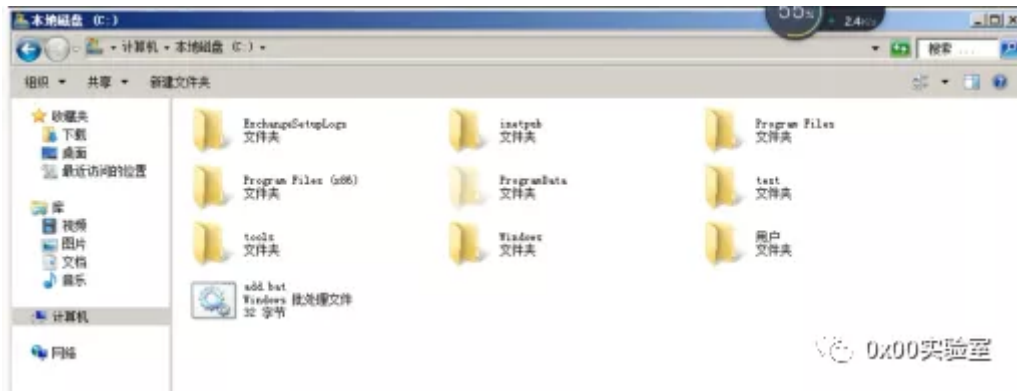 本地磁盘 (C:)
55%
2.4K/s
计算机 本地磁盘 (C:)
搜索 ...
组织 共享 新建文件夹
收藏夹
下载
桌面
最近访问的位置
库
视频
图片
文档
音乐
计算机
网络
ExchangeSetupLogs
文件夹
inetpub
文件夹
Program Files
文件夹
Program Files (x86)
文件夹
ProgramData
文件夹
test
文件夹
tools
文件夹
Windows
文件夹
用户
文件夹
add.bat
Windows 批处理文件
32 字节
0x00实验室